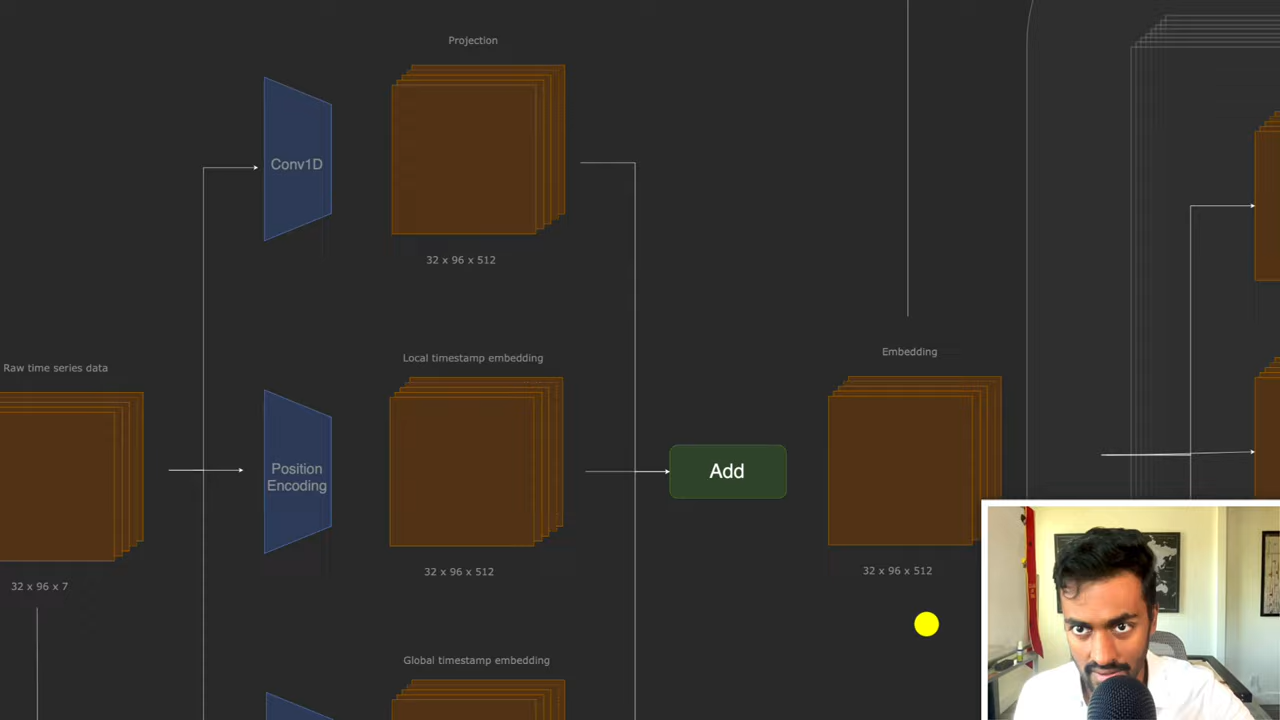 Projection
Conv1D
32 x 96 x 512
Raw time series data
Local timestamp embedding
Embedding
Position
Encoding
Add
32 x 96 x 7
32 x 96 x 512
32 x 96 x 512
Global timestamp embedding